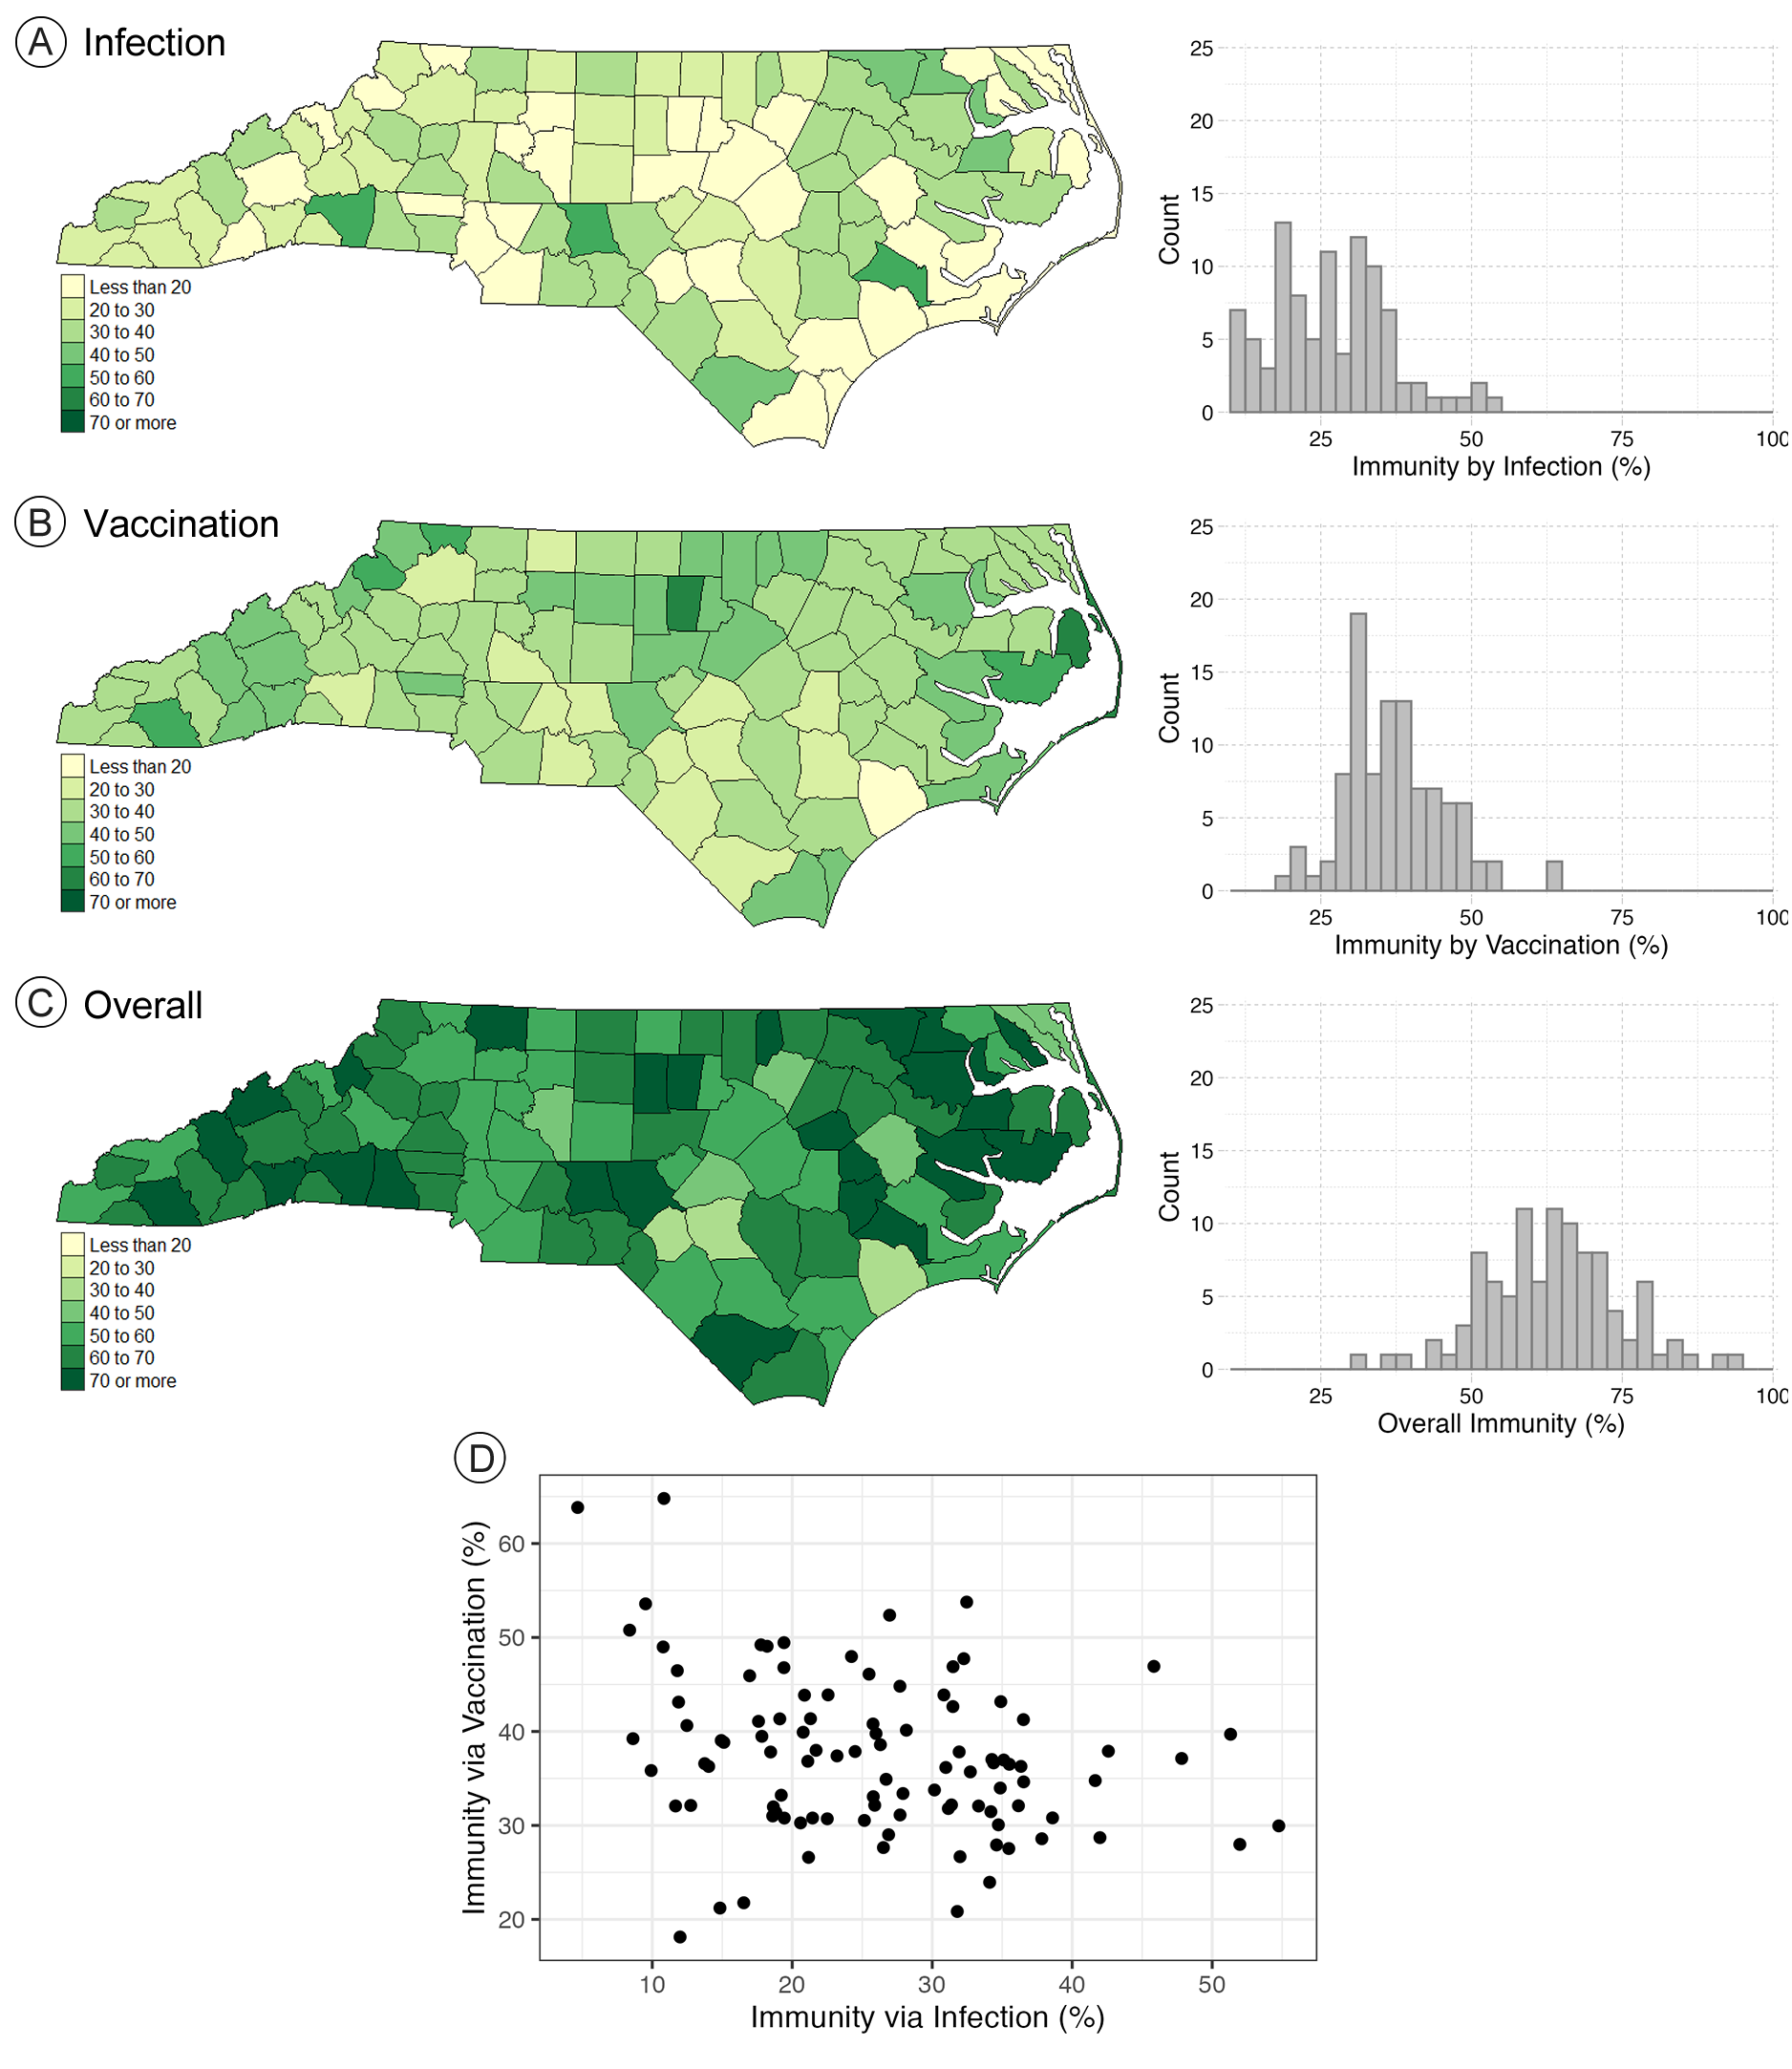 A Infection
Less than 20
20 to 30
30 to 40
40 to 50
50 to 60
60 to 70
70 or more
25
20
15
10
5
0
Count
25 50 75 100
Immunity by Infection (%)
B Vaccination
Less than 20
20 to 30
30 to 40
40 to 50
50 to 60
60 to 70
70 or more
25
20
15
10
5
0
Count
25 50 75 100
Immunity by Vaccination (%)
C Overall
Less than 20
20 to 30
30 to 40
40 to 50
50 to 60
60 to 70
70 or more
25
20
15
10
5
0
Count
25 50 75 100
Overall Immunity (%)
D
60
50
40
30
20
Immunity via Vaccination (%)
10 20 30 40 50
Immunity via Infection (%)